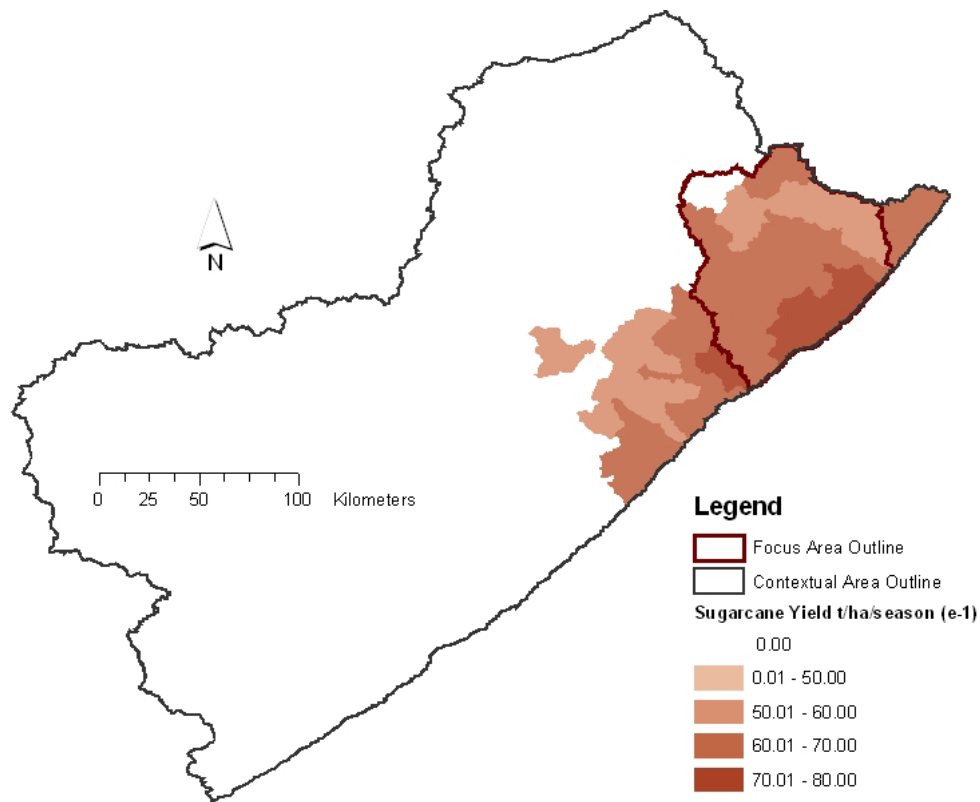 N
0 25 50 100 Kilometers
Legend
Focus Area Outline
Contextual Area Outline
Sugarcane Yield t/ha/season (e-1)
0.00
0.01 - 50.00
50.01 - 60.00
60.01 - 70.00
70.01 - 80.00